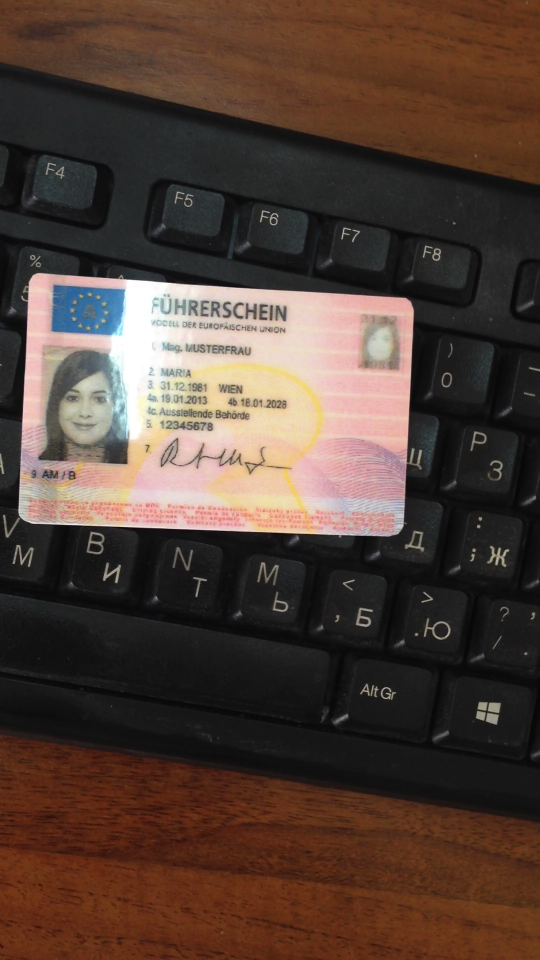 F4
F5
F6
F7
F8
%
5
A
FÜHRERSCHEIN
MODELL DER EUROPÄISCHEN UNION
1. Mag. MUSTERFRAU
2. MARIA
3. 31.12.1981 WIEN
4a. 19.01.2013 4b.18.01.2028
4c. Ausstellende Behörde
5. 12345678
7.
9. AM / B
)
0
_
P
З
Щ
Д
:
; Ж
V
М
B
И
N
Т
M
Ь
<
, Б
>
. Ю
?
/ .
Alt Gr